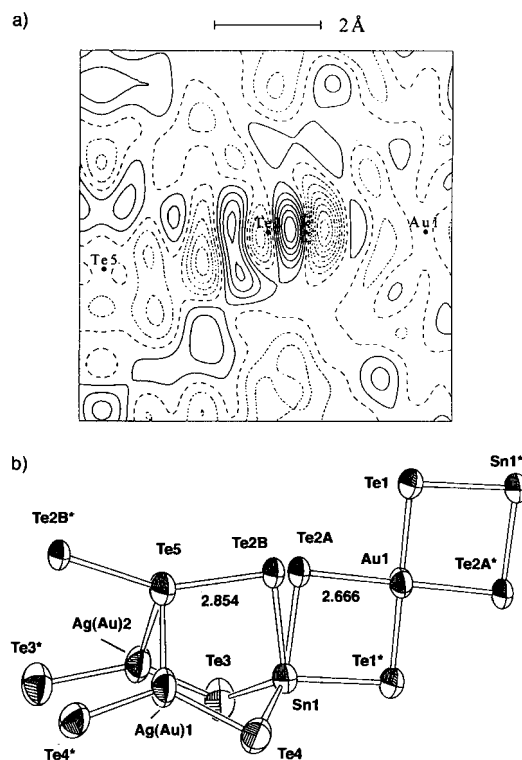 a)
2 Å
Te5
Au1
b)
Te1
Sn1*
Te2B*
Te5
Te2B
Te2A
Au1
Te2A*
2.854
2.666
Ag(Au)2
Te3*
Te3
Sn1
Te1*
Te4*
Ag(Au)1
Te4